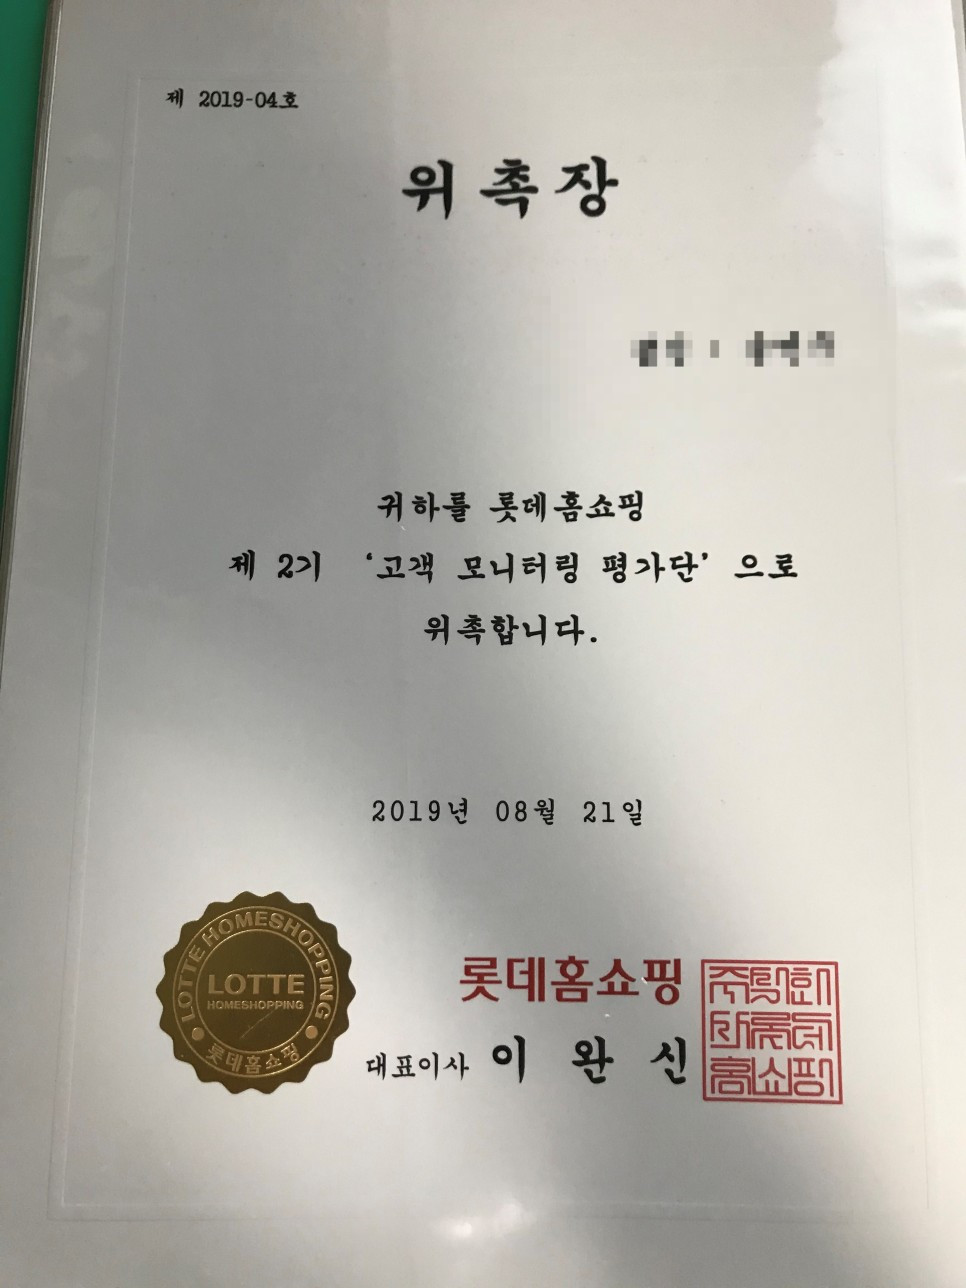 제 2019-04호
위촉장
귀하를 롯데홈쇼핑
제 2기 ‘고객 모니터링 평가단’ 으로
위촉합니다.
2019년 08월 21일
LOTTE HOMESHOPPING
LOTTE
HOMESHOPPING
롯데홈쇼핑
롯데홈쇼핑
대표이사 이 완 신